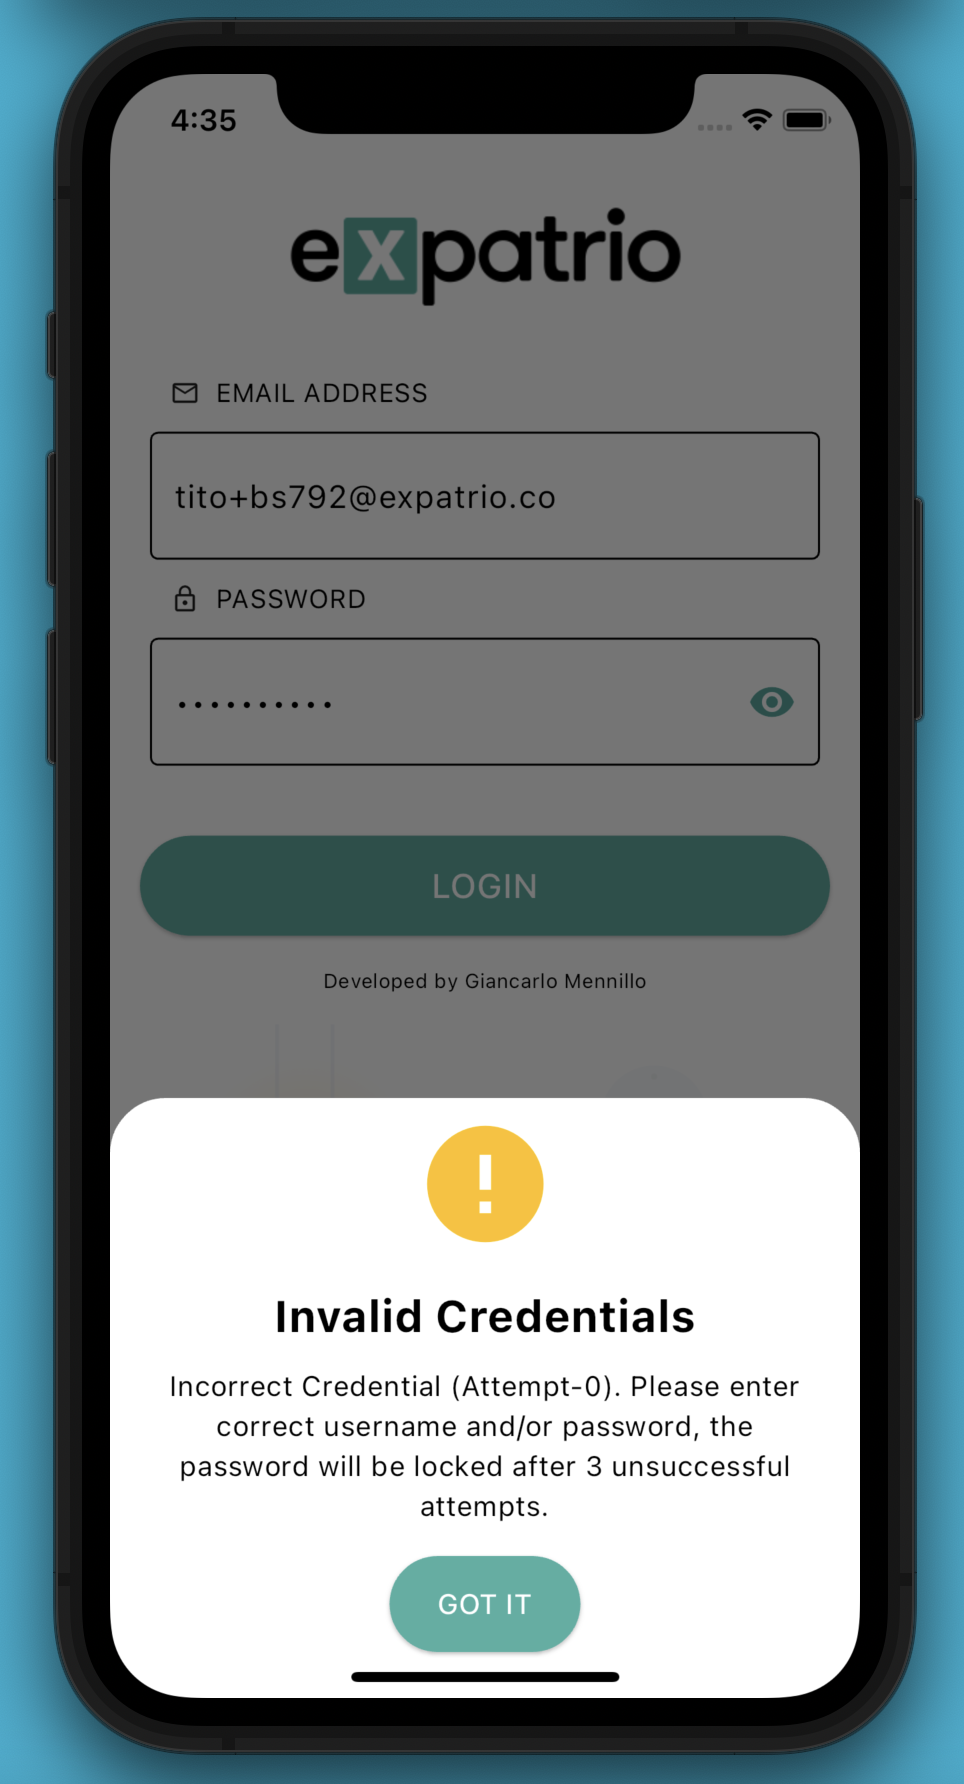 4:35
expatrio
EMAIL ADDRESS
tito+bs792@expatrio.co
PASSWORD
••••••••••
LOGIN
Developed by Giancarlo Mennillo
Invalid Credentials
Incorrect Credential (Attempt-0). Please enter
correct username and/or password, the
password will be locked after 3 unsuccessful
attempts.
GOT IT